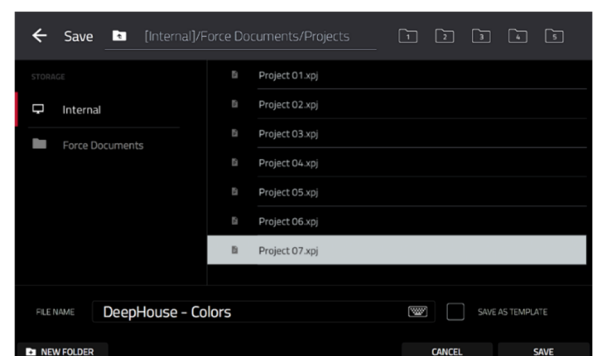 Save [Internal]/Force Documents/Projects 1 2 3 4 5
STORAGE
Internal
Force Documents
Project 01.xpj
Project 02.xpj
Project 03.xpj
Project 04.xpj
Project 05.xpj
Project 06.xpj
Project 07.xpj
FILE NAME DeepHouse - Colors SAVE AS TEMPLATE
NEW FOLDER CANCEL SAVE